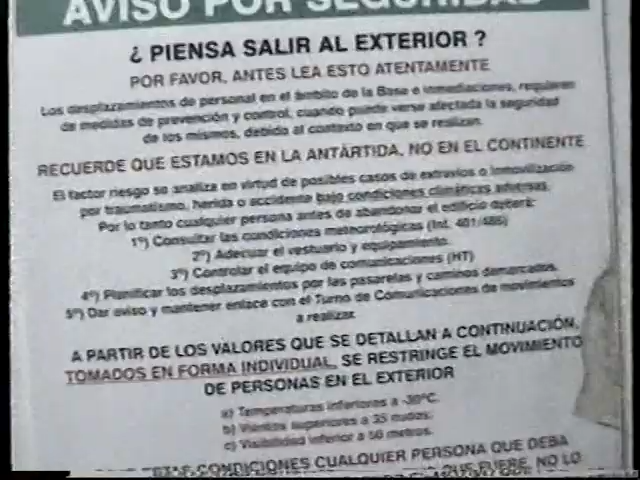 AVISO POR SEGURIDAD
¿ PIENSA SALIR AL EXTERIOR ?
POR FAVOR, ANTES LEA ESTO ATENTAMENTE
Los desplazamientos de personal en el ámbito de la Base e inmediaciones, requieren
de medidas de prevención y control, cuando puede verse afectada la seguridad
de los mismos, debido al contexto en que se realizan.
RECUERDE QUE ESTAMOS EN LA ANTÁRTIDA, NO EN EL CONTINENTE
El factor riesgo se analiza en virtud de posibles casos de extravios o inmovilización
por traumatismo, herida o accidente bajo condiciones climáticas adversas.
Por lo tanto cualquier persona antes de abandonar el edificio deberá:
1º) Consultar las condiciones meteorológicas (Int. 401/
2º) Adecuar el vestuario y equipamiento.
3º) Controlar el equipo de comunicaciones (HT)
4º) Planificar los desplazamientos por las pasarelas y caminos demarcados.
5º) Dar aviso y mantener enlace con el Turno de Comunicaciones de movimientos
a realizar.
A PARTIR DE LOS VALORES QUE SE DETALLAN A CONTINUACIÓN,
TOMADOS EN FORMA INDIVIDUAL, SE RESTRINGE EL MOVIMIENTO
DE PERSONAS EN EL EXTERIOR
a) Temperaturas inferiores a -30ºC.
b) Vientos superiores a 35 nudos.
c) Visibilidad inferior a 50 metros.
CONDICIONES CUALQUIER PERSONA QUE DEBA
QUE FUERE, NO LO